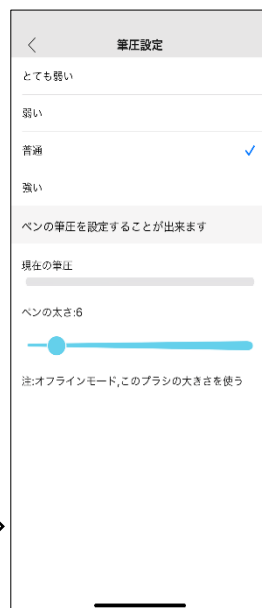 筆圧設定
とても弱い
弱い
普通
強い
ペンの筆圧を設定することが出来ます
現在の筆圧
ペンの太さ:6
注:オフラインモード,このブラシの大きさを使う